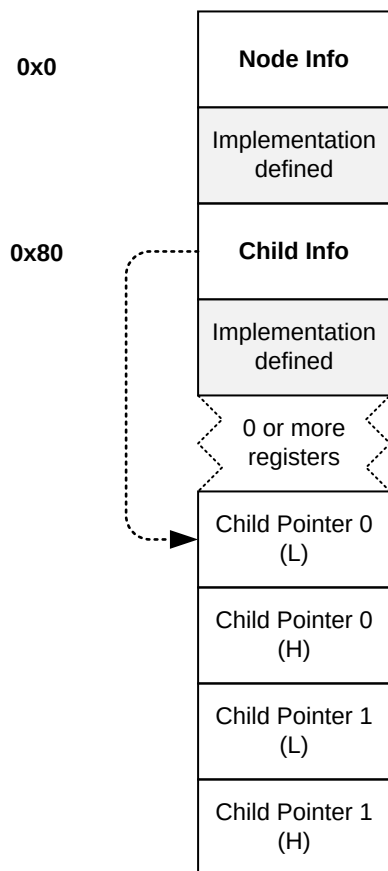 0x0
Node Info
Implementation
defined
0x80
Child Info
Implementation
defined
0 or more
registers
Child Pointer 0
(L)
Child Pointer 0
(H)
Child Pointer 1
(L)
Child Pointer 1
(H)